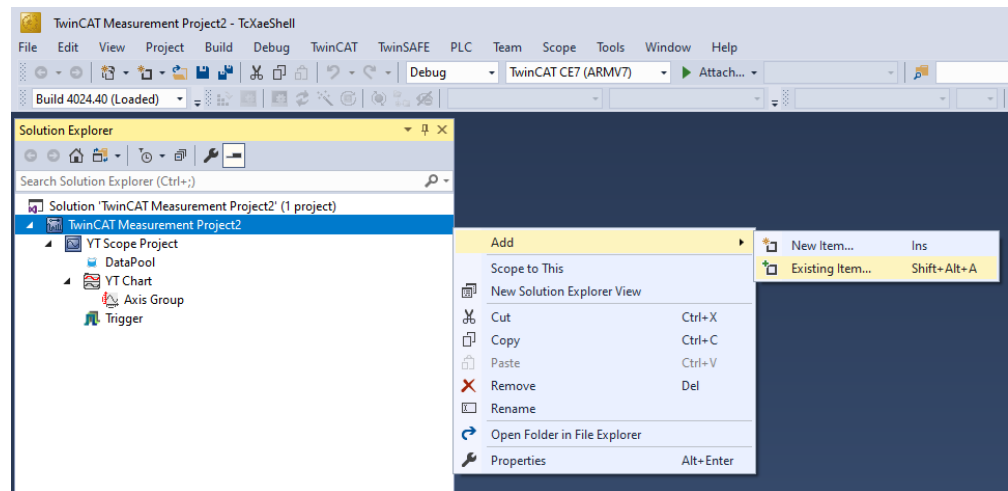 TwinCAT Measurement Project2 - TcXaeShell
File Edit View Project Build Debug TwinCAT TwinSAFE PLC Team Scope Tools Window Help
Debug TwinCAT CE7 (ARMV7) Attach...
Build 4024.40 (Loaded)
Solution Explorer
Search Solution Explorer (Ctrl+;)
Solution 'TwinCAT Measurement Project2' (1 project)
TwinCAT Measurement Project2
YT Scope Project
DataPool
YT Chart
Axis Group
Trigger
Add
Scope to This
New Solution Explorer View
Cut Ctrl+X
Copy Ctrl+C
Paste Ctrl+V
Remove Del
Rename
Open Folder in File Explorer
Properties Alt+Enter
New Item... Ins
Existing Item... Shift+Alt+A